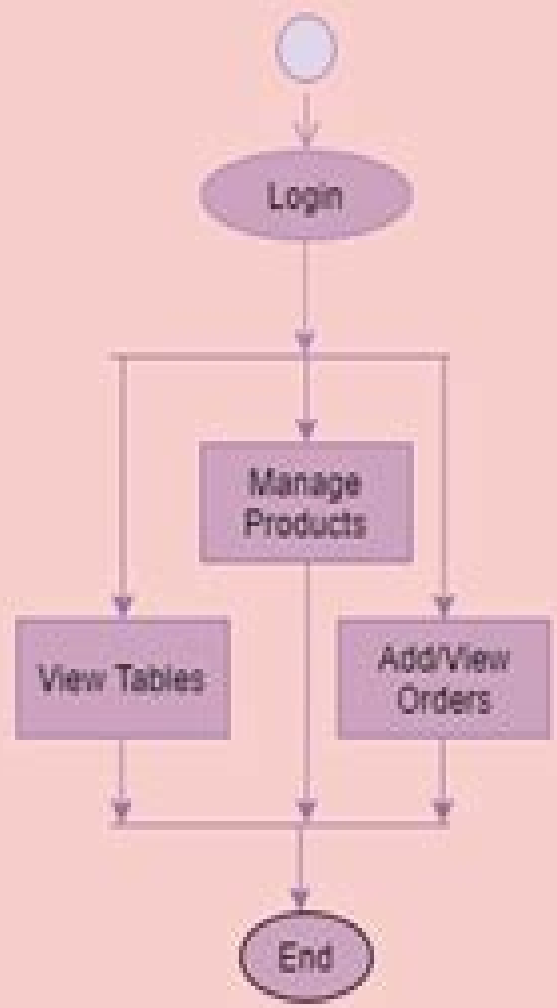 Login
Manage
Products
View Tables
Add/View
Orders
End